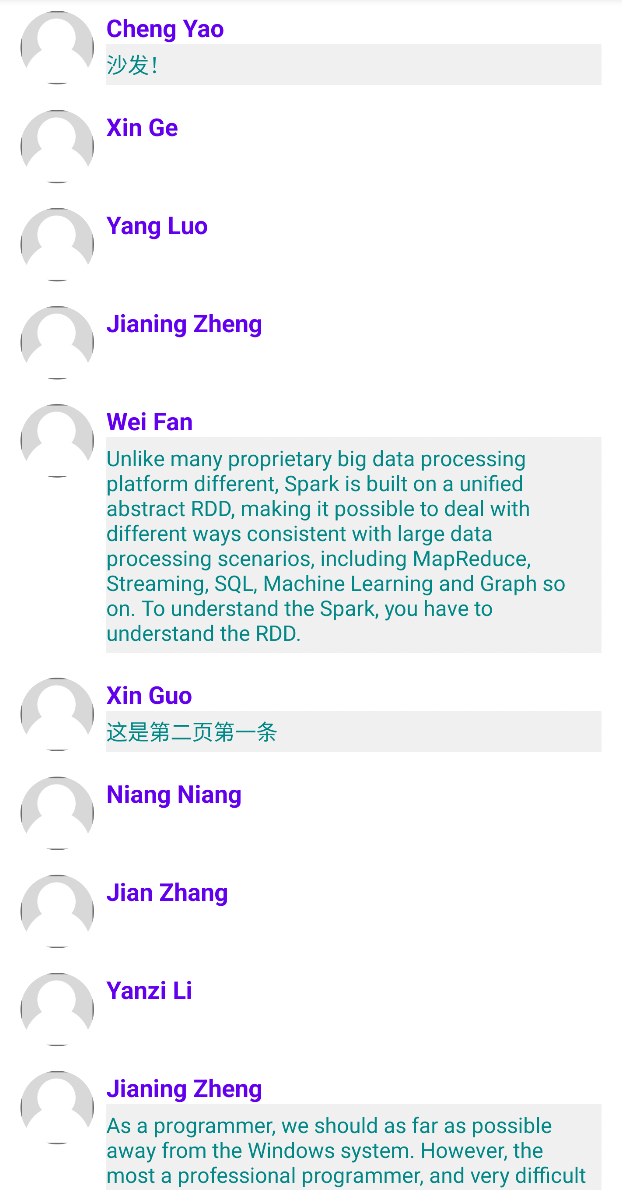 Cheng Yao
沙发！
Xin Ge
Yang Luo
Jianing Zheng
Wei Fan
Unlike many proprietary big data processing
platform different, Spark is built on a unified
abstract RDD, making it possible to deal with
different ways consistent with large data
processing scenarios, including MapReduce,
Streaming, SQL, Machine Learning and Graph so
on. To understand the Spark, you have to
understand the RDD.
Xin Guo
这是第二页第一条
Niang Niang
Jian Zhang
Yanzi Li
Jianing Zheng
As a programmer, we should as far as possible
away from the Windows system. However, the
most a professional programmer, and very difficult